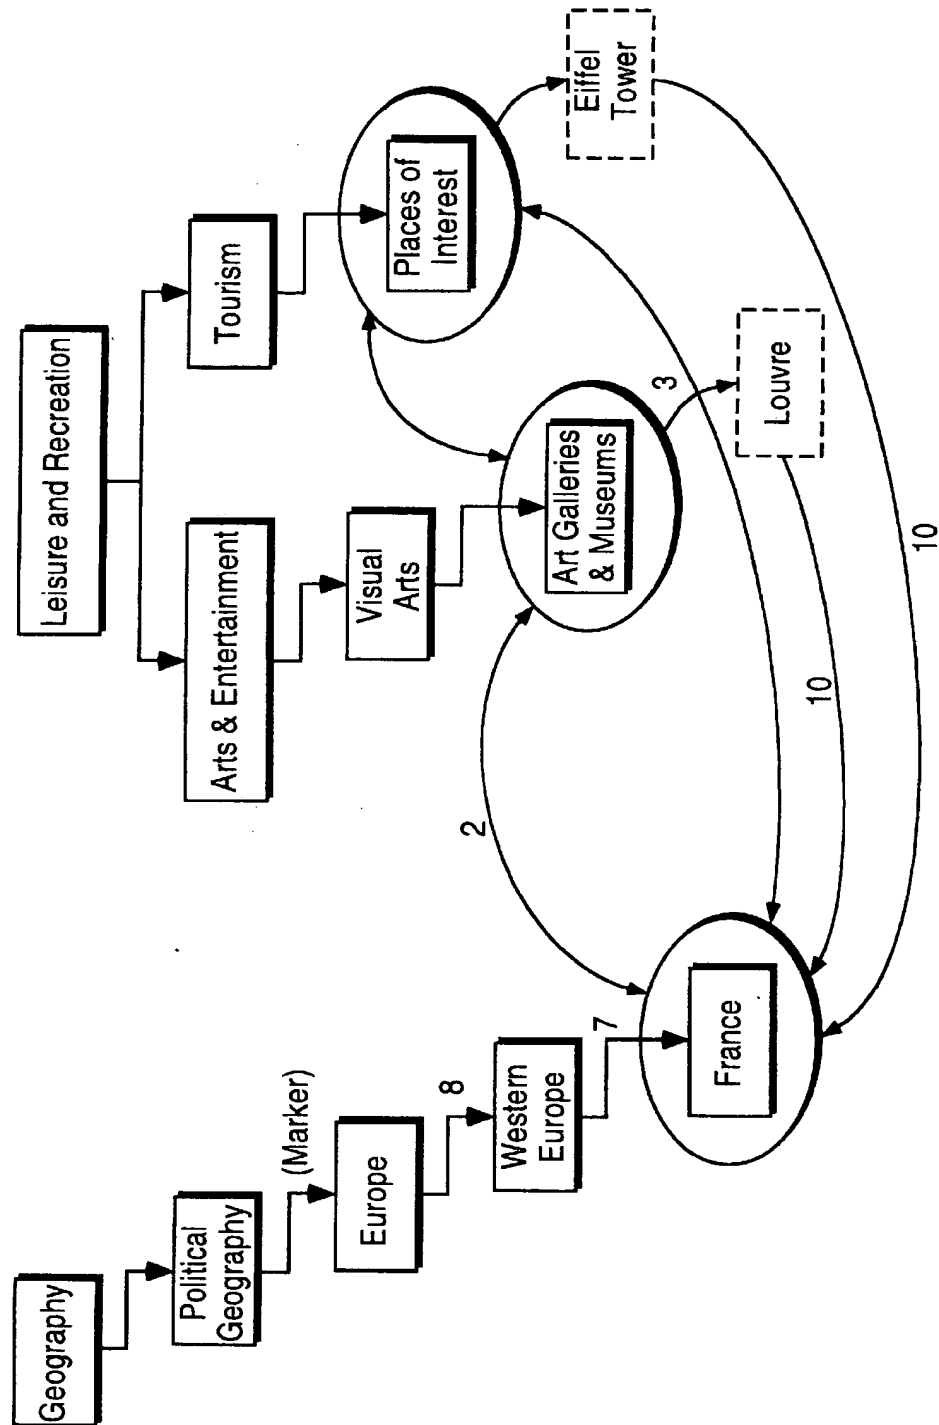 Geography
Political
Geography
(Marker)
Europe
8
Western
Europe
7
France
Leisure and Recreation
Arts & Entertainment
Visual
Arts
Art Galleries
& Museums
Tourism
Places of
Interest
2
3
Louvre
10
Eiffel
Tower
10